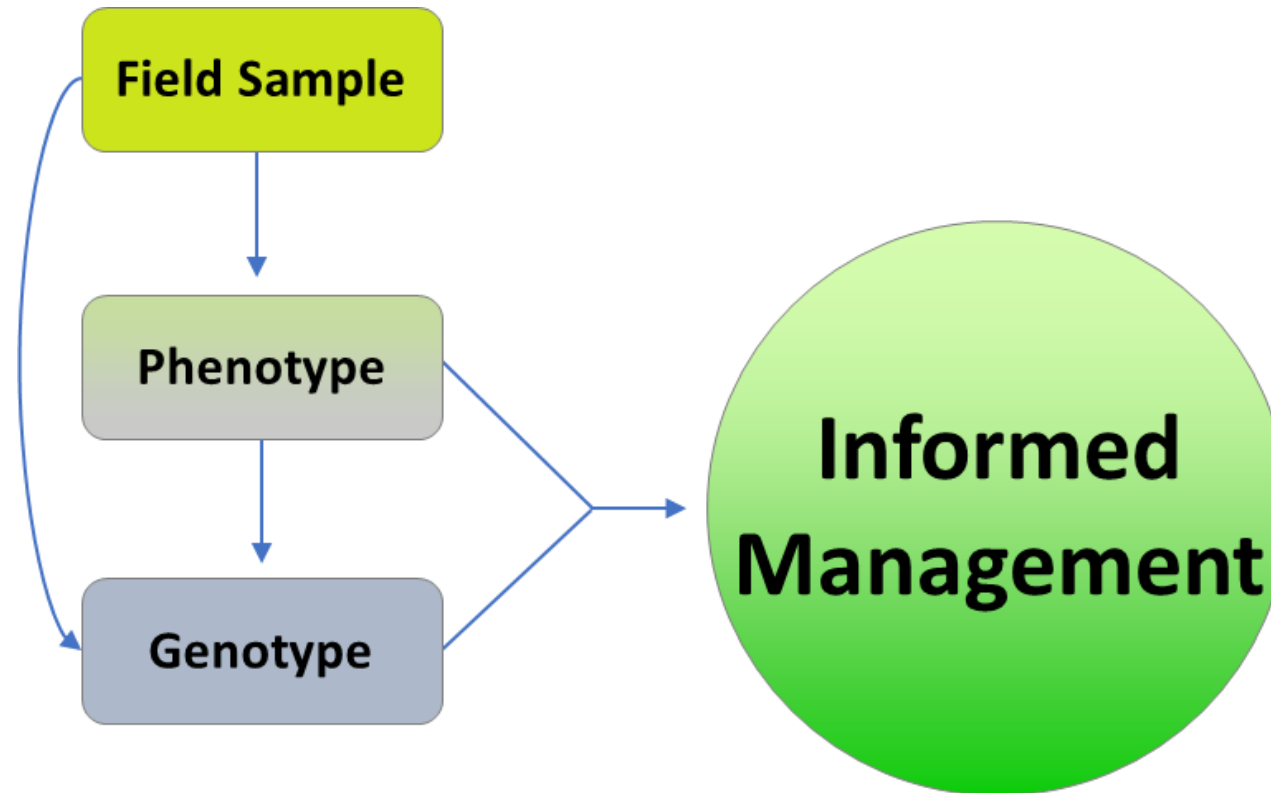 Field Sample
Phenotype
Genotype
Informed
Management